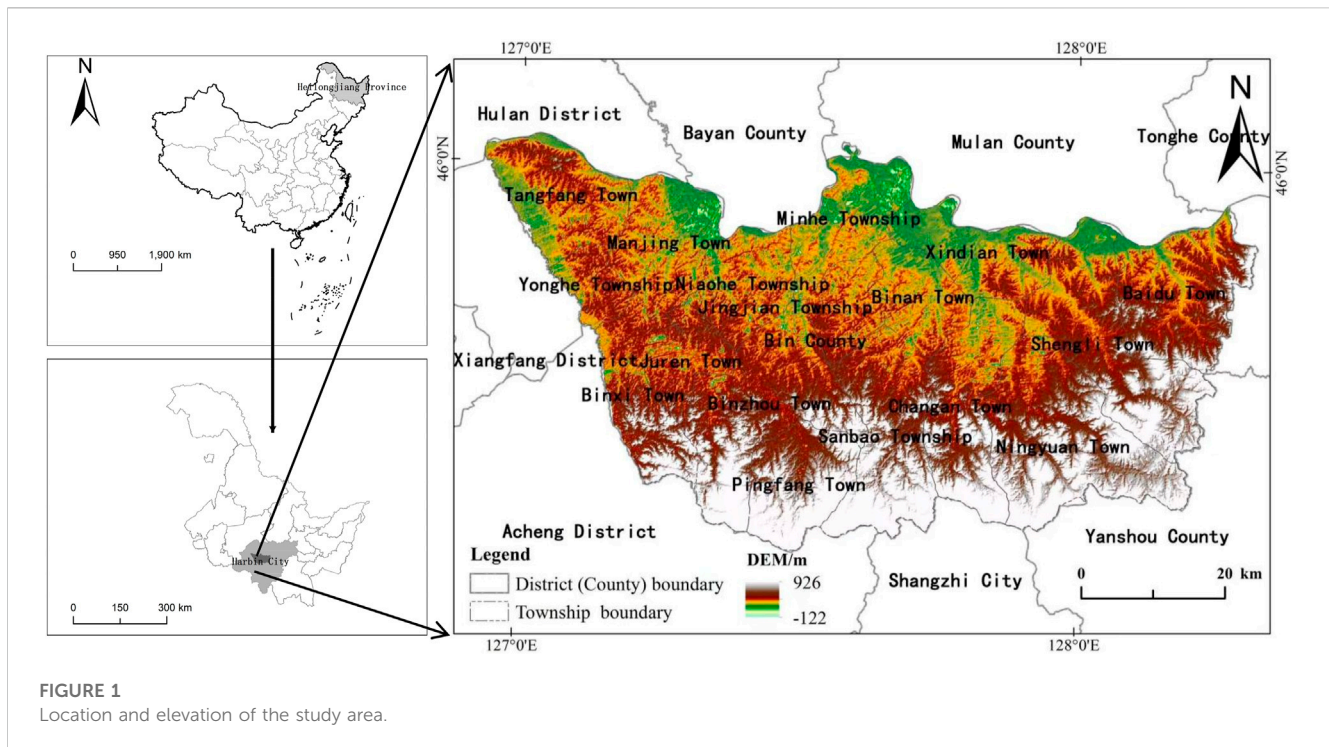 N
Heilongjiang Province
0 950 1,900 km
N
Harbin City
0 150 300 km
127°0'E
128°0'E
46°0'N
46°0'N
Hulan District
Bayan County
Mulan County
Tonghe County
N
Tangfang Town
Minhe Township
Manjing Town
Xindian Town
Yonghe Township
Niaohe Township
Binan Town
Baidu Town
Jingjian Township
Bin County
Shengli Town
Xiangfang District
Juren Town
Binxi Town
Binzhou Town
Changan Town
Sanbao Township
Ningyuan Town
Pingfang Town
Acheng District
Yanshou County
Shangzhi City
Legend
District (County) boundary
Township boundary
DEM/m
926
-122
0 20 km
127°0'E
128°0'E
FIGURE 1
Location and elevation of the study area.